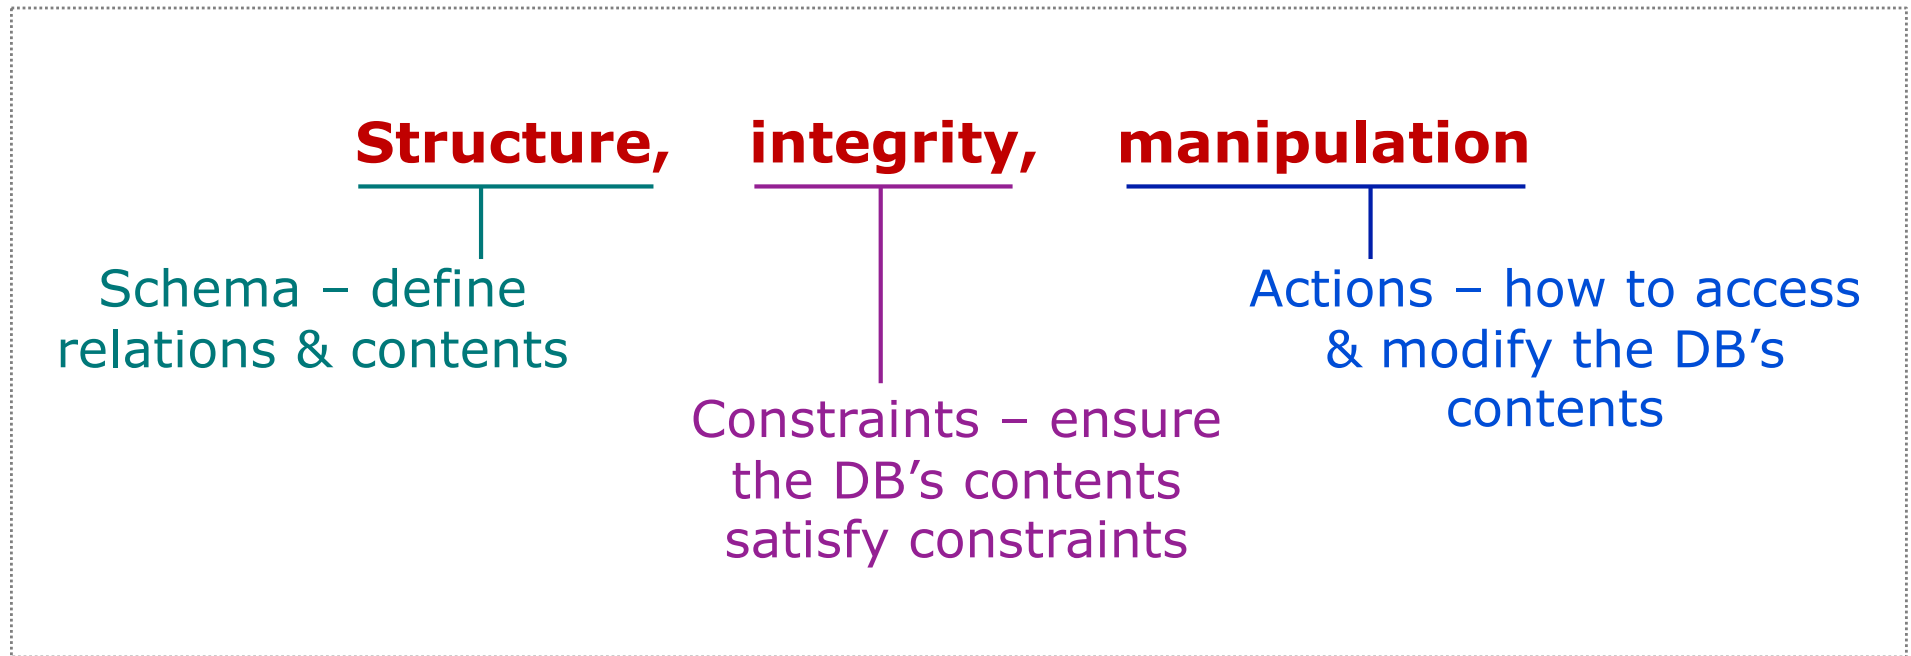 Structure, integrity, manipulation
Schema – define
relations & contents
Constraints – ensure
the DB’s contents
satisfy constraints
Actions – how to access
& modify the DB’s
contents